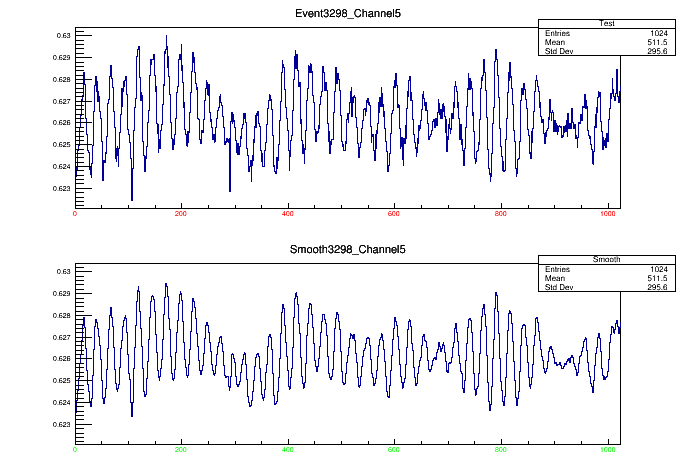 Event3298_Channel5
Test
Entries 1024
Mean 511.5
Std Dev 295.6
0.63
0.629
0.628
0.627
0.626
0.625
0.624
0.623
0 200 400 600 800 1000
Smooth3298_Channel5
Smooth
Entries 1024
Mean 511.5
Std Dev 295.6
0.63
0.629
0.628
0.627
0.626
0.625
0.624
0.623
0 200 400 600 800 1000